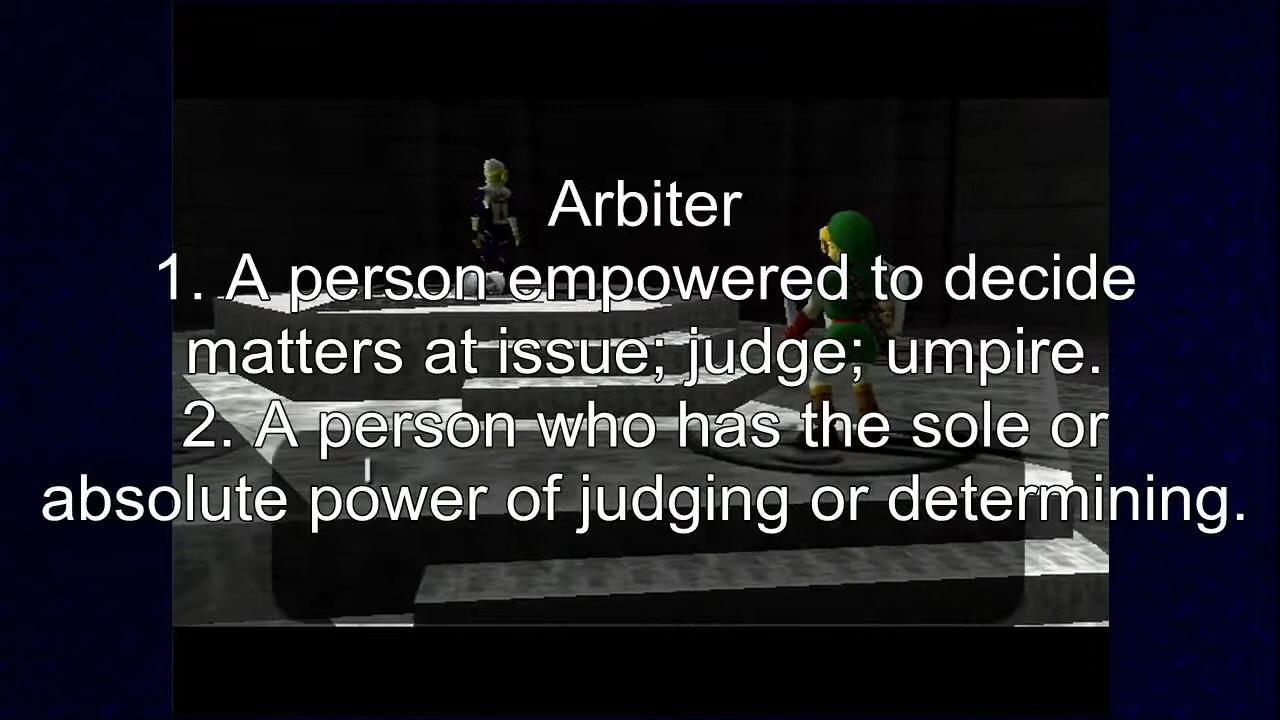 Arbiter
1. A person empowered to decide
matters at issue; judge; umpire.
2. A person who has the sole or
absolute power of judging or determining.